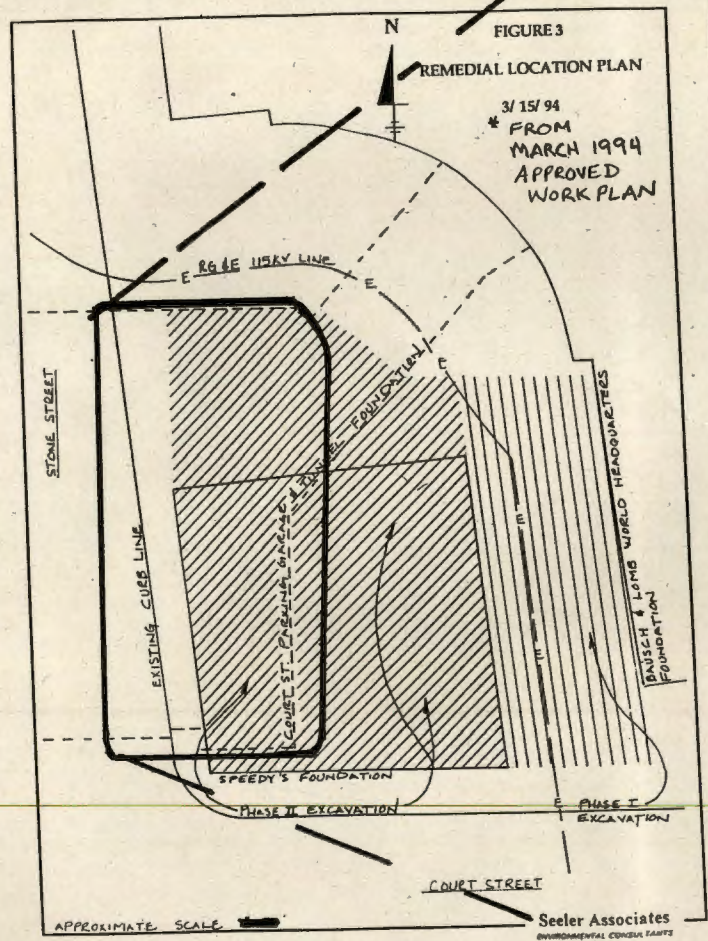 FIGURE 3
N
REMEDIAL LOCATION PLAN
3/15/94
* FROM
MARCH 1994
APPROVED
WORK PLAN
RG&E 115KV LINE
E
E
E
STONE STREET
EXISTING CURB LINE
COURT ST. PARKING GARAGE & TUNNEL FOUNDATION
E
E
BAUSCH & LOMB WORLD HEADQUARTERS
FOUNDATION
SPEEDY'S FOUNDATION
PHASE II EXCAVATION
E
PHASE I
EXCAVATION
COURT STREET
APPROXIMATE SCALE
Seeler Associates
ENVIRONMENTAL CONSULTANTS